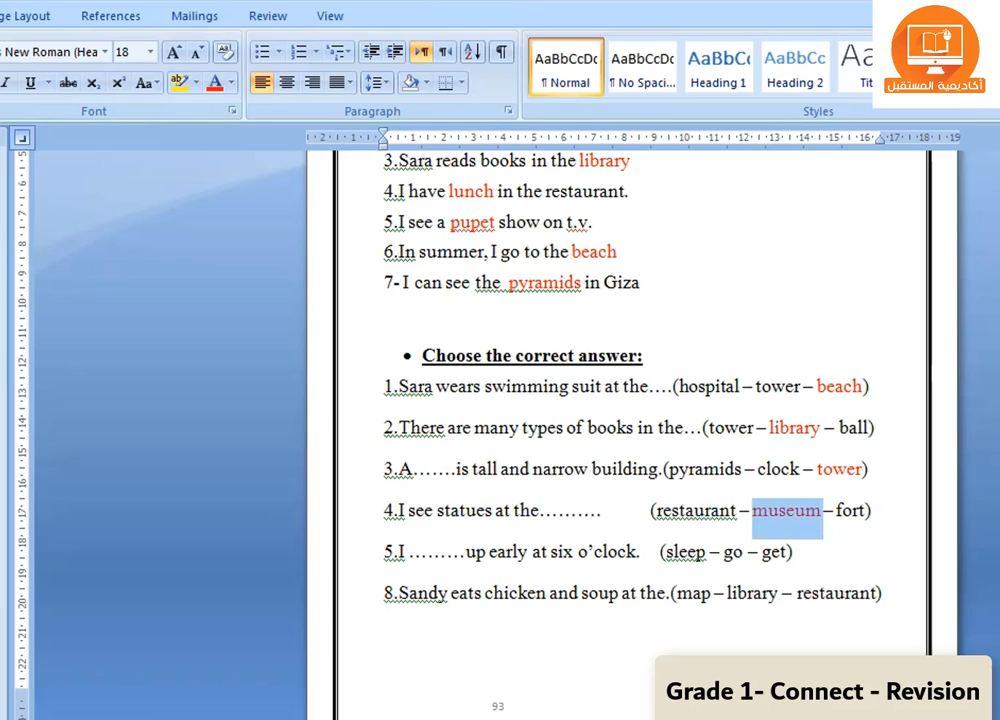 ge Layout References Mailings Review View
New Roman (Hea 18
AaBbCcDc AaBbCcDc AaBbC AaBbCc Aa
¶ Normal ¶ No Spaci... Heading 1 Heading 2 Tit
Font Paragraph Styles
أكاديمية المستقبل
3.Sara reads books in the library
4.I have lunch in the restaurant.
5.I see a pupet show on t.v.
6.In summer, I go to the beach
7- I can see the pyramids in Giza
• Choose the correct answer:
1.Sara wears swimming suit at the....(hospital – tower – beach)
2.There are many types of books in the...(tower – library – ball)
3.A.......is tall and narrow building.(pyramids – clock – tower)
4.I see statues at the.......... (restaurant – museum – fort)
5.I .........up early at six o’clock. (sleep – go – get)
8.Sandy eats chicken and soup at the.(map – library – restaurant)
93
Grade 1- Connect - Revision